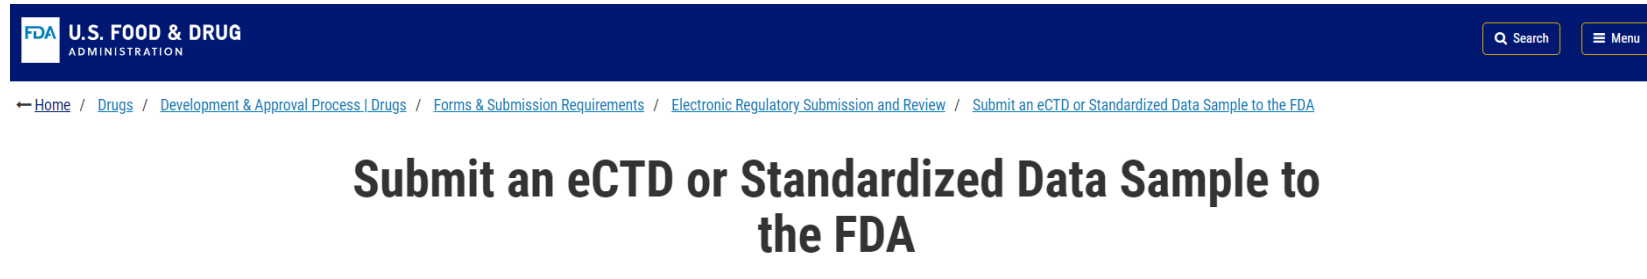 FDA U.S. FOOD & DRUG
ADMINISTRATION
Search Menu
Home / Drugs / Development & Approval Process | Drugs / Forms & Submission Requirements / Electronic Regulatory Submission and Review / Submit an eCTD or Standardized Data Sample to the FDA
Submit an eCTD or Standardized Data Sample to
the FDA